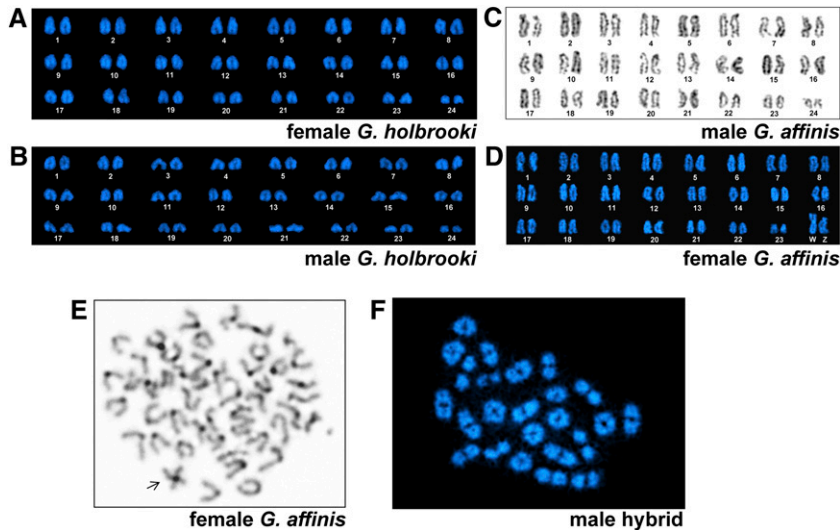 A
1 2 3 4 5 6 7 8
9 10 11 12 13 14 15 16
17 18 19 20 21 22 23 24
female G. holbrooki
B
1 2 3 4 5 6 7 8
9 10 11 12 13 14 15 16
17 18 19 20 21 22 23 24
male G. holbrooki
C
1 2 3 4 5 6 7 8
9 10 11 12 13 14 15 16
17 18 19 20 21 22 23 24
male G. affinis
D
1 2 3 4 5 6 7 8
9 10 11 12 13 14 15 16
17 18 19 20 21 22 23 W Z
female G. affinis
E
female G. affinis
F
male hybrid